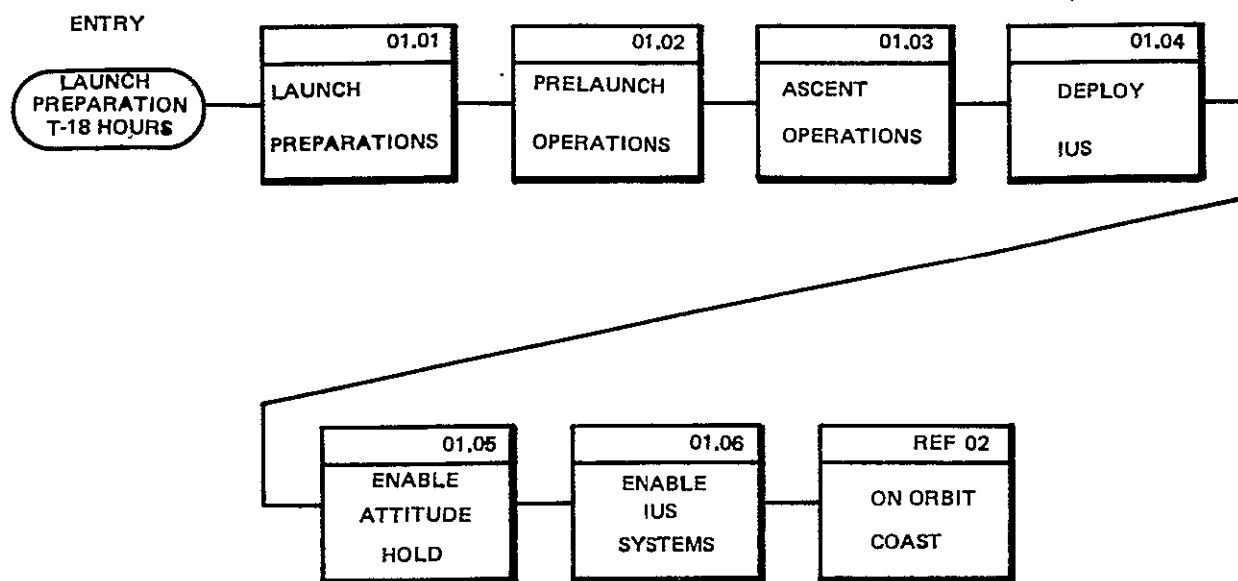 ENTRY
LAUNCH
PREPARATION
T-18 HOURS
01.01
LAUNCH
PREPARATIONS
01.02
PRELAUNCH
OPERATIONS
01.03
ASCENT
OPERATIONS
01.04
DEPLOY
IUS
01.05
ENABLE
ATTITUDE
HOLD
01.06
ENABLE
IUS
SYSTEMS
REF 02
ON ORBIT
COAST